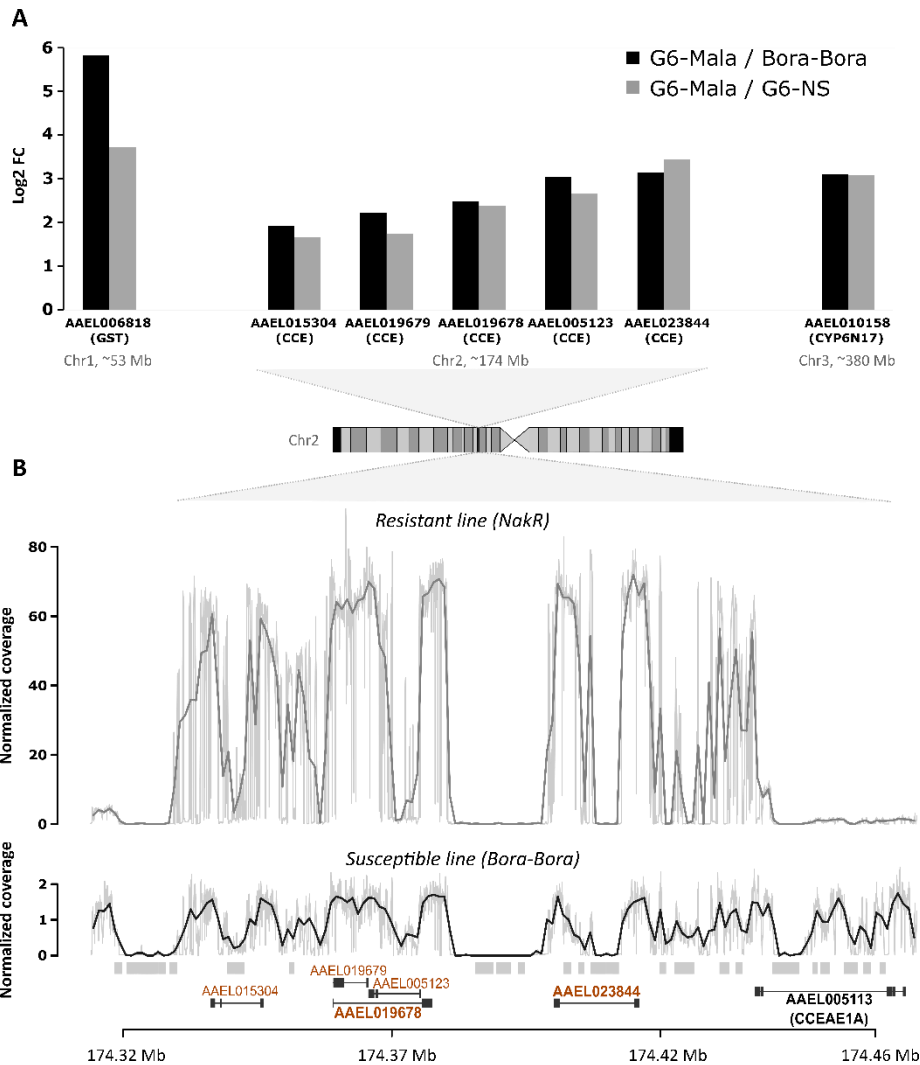 A
6
5
4
3
2
1
0
Log2 FC
G6-Mala / Bora-Bora
G6-Mala / G6-NS
AAEL006818
(GST)
Chr1, ~53 Mb
AAEL015304
(CCE)
AAEL019679
(CCE)
AAEL019678
(CCE)
AAEL005123
(CCE)
AAEL023844
(CCE)
Chr2, ~174 Mb
AAEL010158
(CYP6N17)
Chr3, ~380 Mb
Chr2
B
Resistant line (NakR)
80
60
40
20
0
Normalized coverage
Susceptible line (Bora-Bora)
2
1
0
Normalized coverage
AAEL019679
AAEL015304
AAEL005123
AAEL019678
AAEL023844
AAEL005113
(CCEAE1A)
174.32 Mb
174.37 Mb
174.42 Mb
174.46 Mb